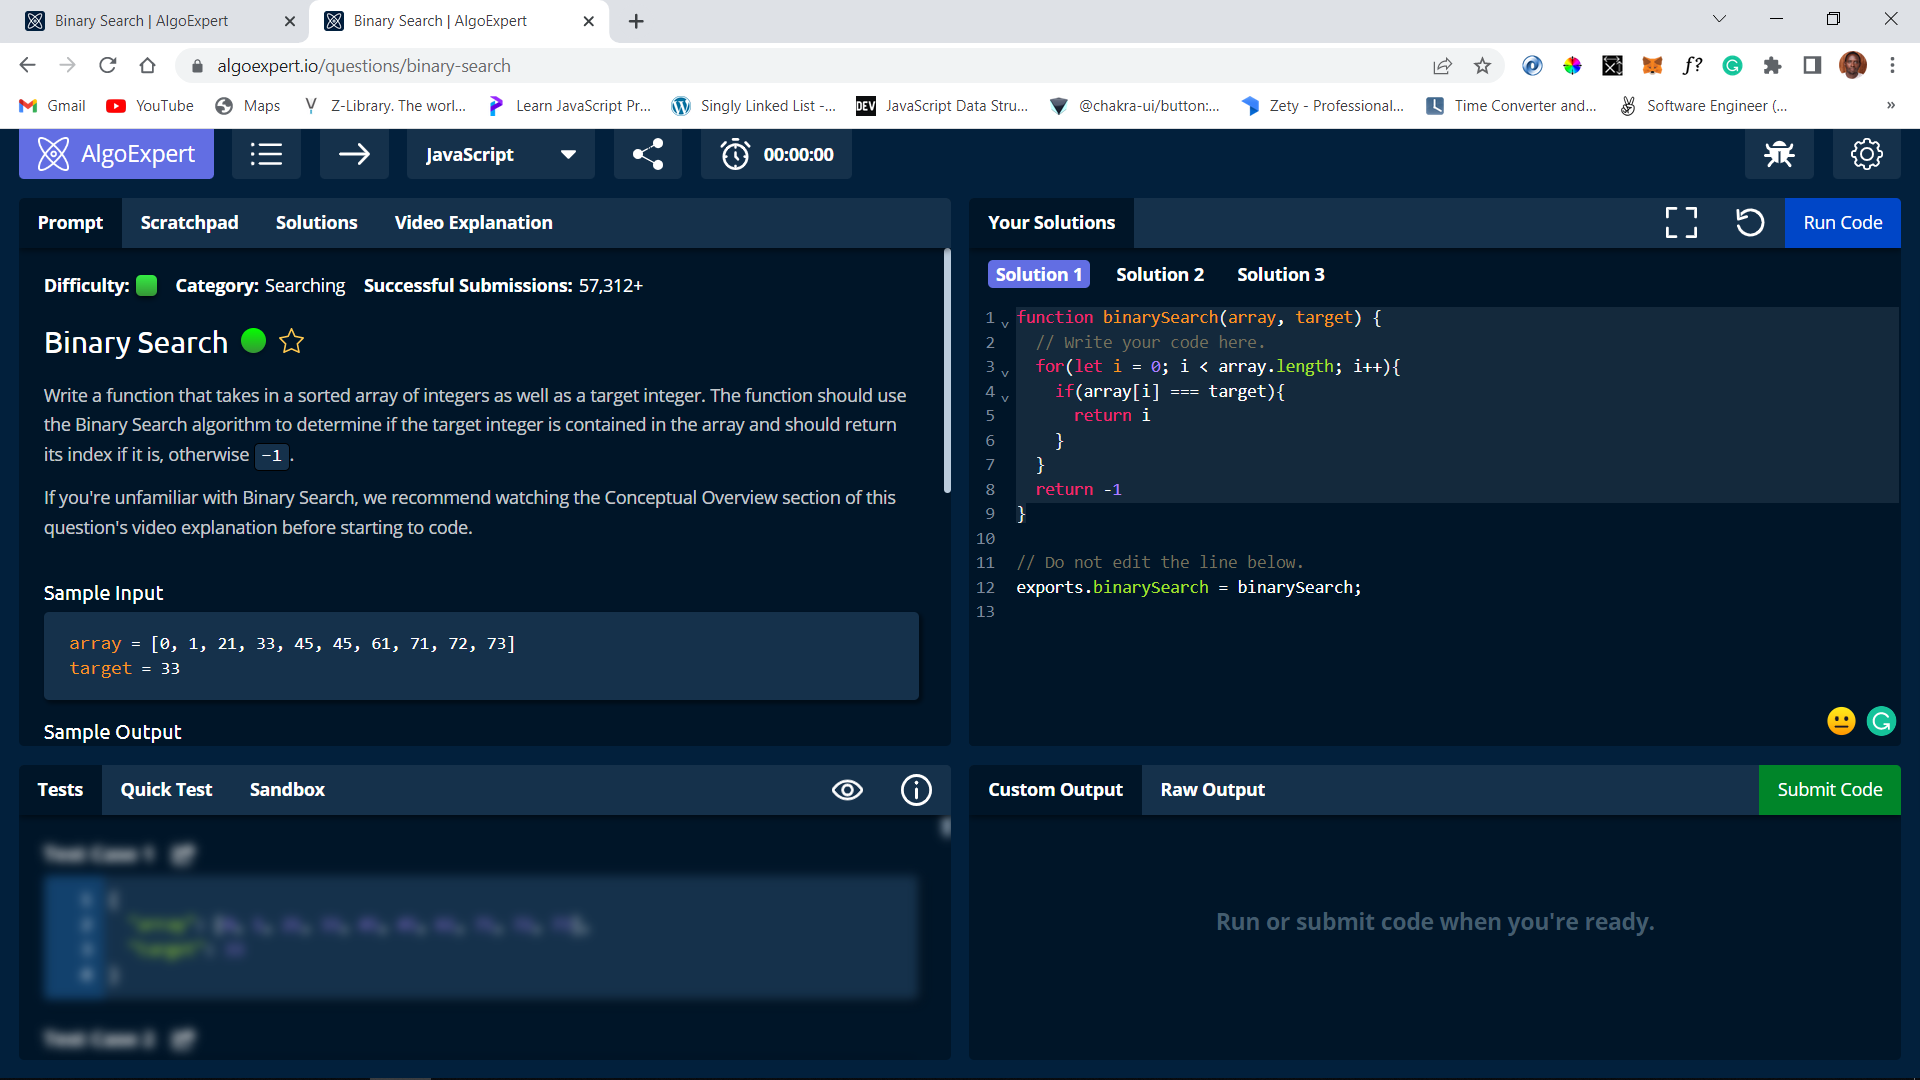 Binary Search | AlgoExpert
Binary Search | AlgoExpert
algoexpert.io/questions/binary-search
f?
Gmail
YouTube
Maps
Z-Library. The worl...
Learn JavaScript Pr...
Singly Linked List -...
DEV
JavaScript Data Stru...
@chakra-ui/button:...
Zety - Professional...
Time Converter and...
Software Engineer (...
»
AlgoExpert
JavaScript
00:00:00
Prompt
Scratchpad
Solutions
Video Explanation
Difficulty:
Category: Searching
Successful Submissions: 57,312+
Binary Search
Write a function that takes in a sorted array of integers as well as a target integer. The function should use
the Binary Search algorithm to determine if the target integer is contained in the array and should return
its index if it is, otherwise -1 .
If you're unfamiliar with Binary Search, we recommend watching the Conceptual Overview section of this
question's video explanation before starting to code.
Sample Input
array = [0, 1, 21, 33, 45, 45, 61, 71, 72, 73]
target = 33
Sample Output
Your Solutions
Run Code
Solution 1
Solution 2
Solution 3
1 function binarySearch(array, target) {
2 // Write your code here.
3 for(let i = 0; i < array.length; i++){
4 if(array[i] === target){
5 return i
6 }
7 }
8 return -1
9 }
10
11 // Do not edit the line below.
12 exports.binarySearch = binarySearch;
13
Tests
Quick Test
Sandbox
Custom Output
Raw Output
Submit Code
Test Case 1
Run or submit code when you're ready.
Test Case 2